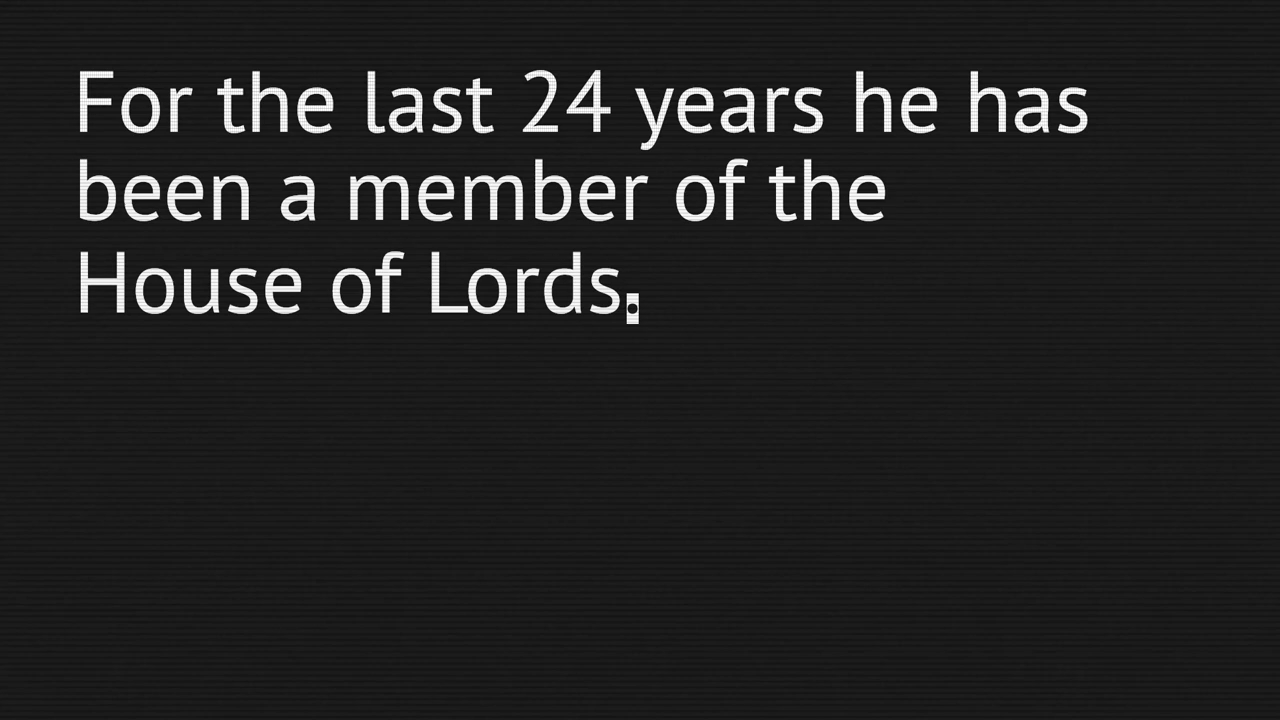 For the last 24 years he has
been a member of the
House of Lords.